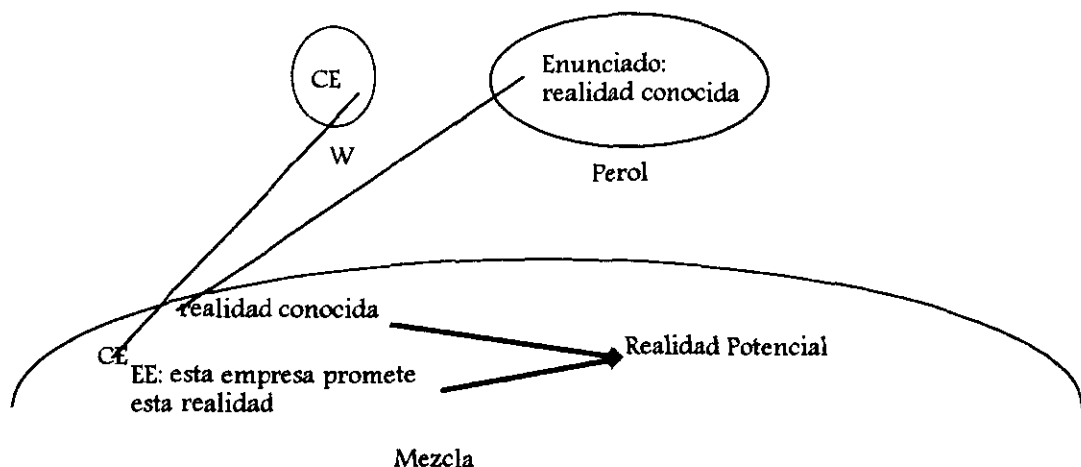 CE
Enunciado:
realidad conocida
W
Perol
realidad conocida
CE
Realidad Potencial
EE: esta empresa promete
esta realidad
Mezcla